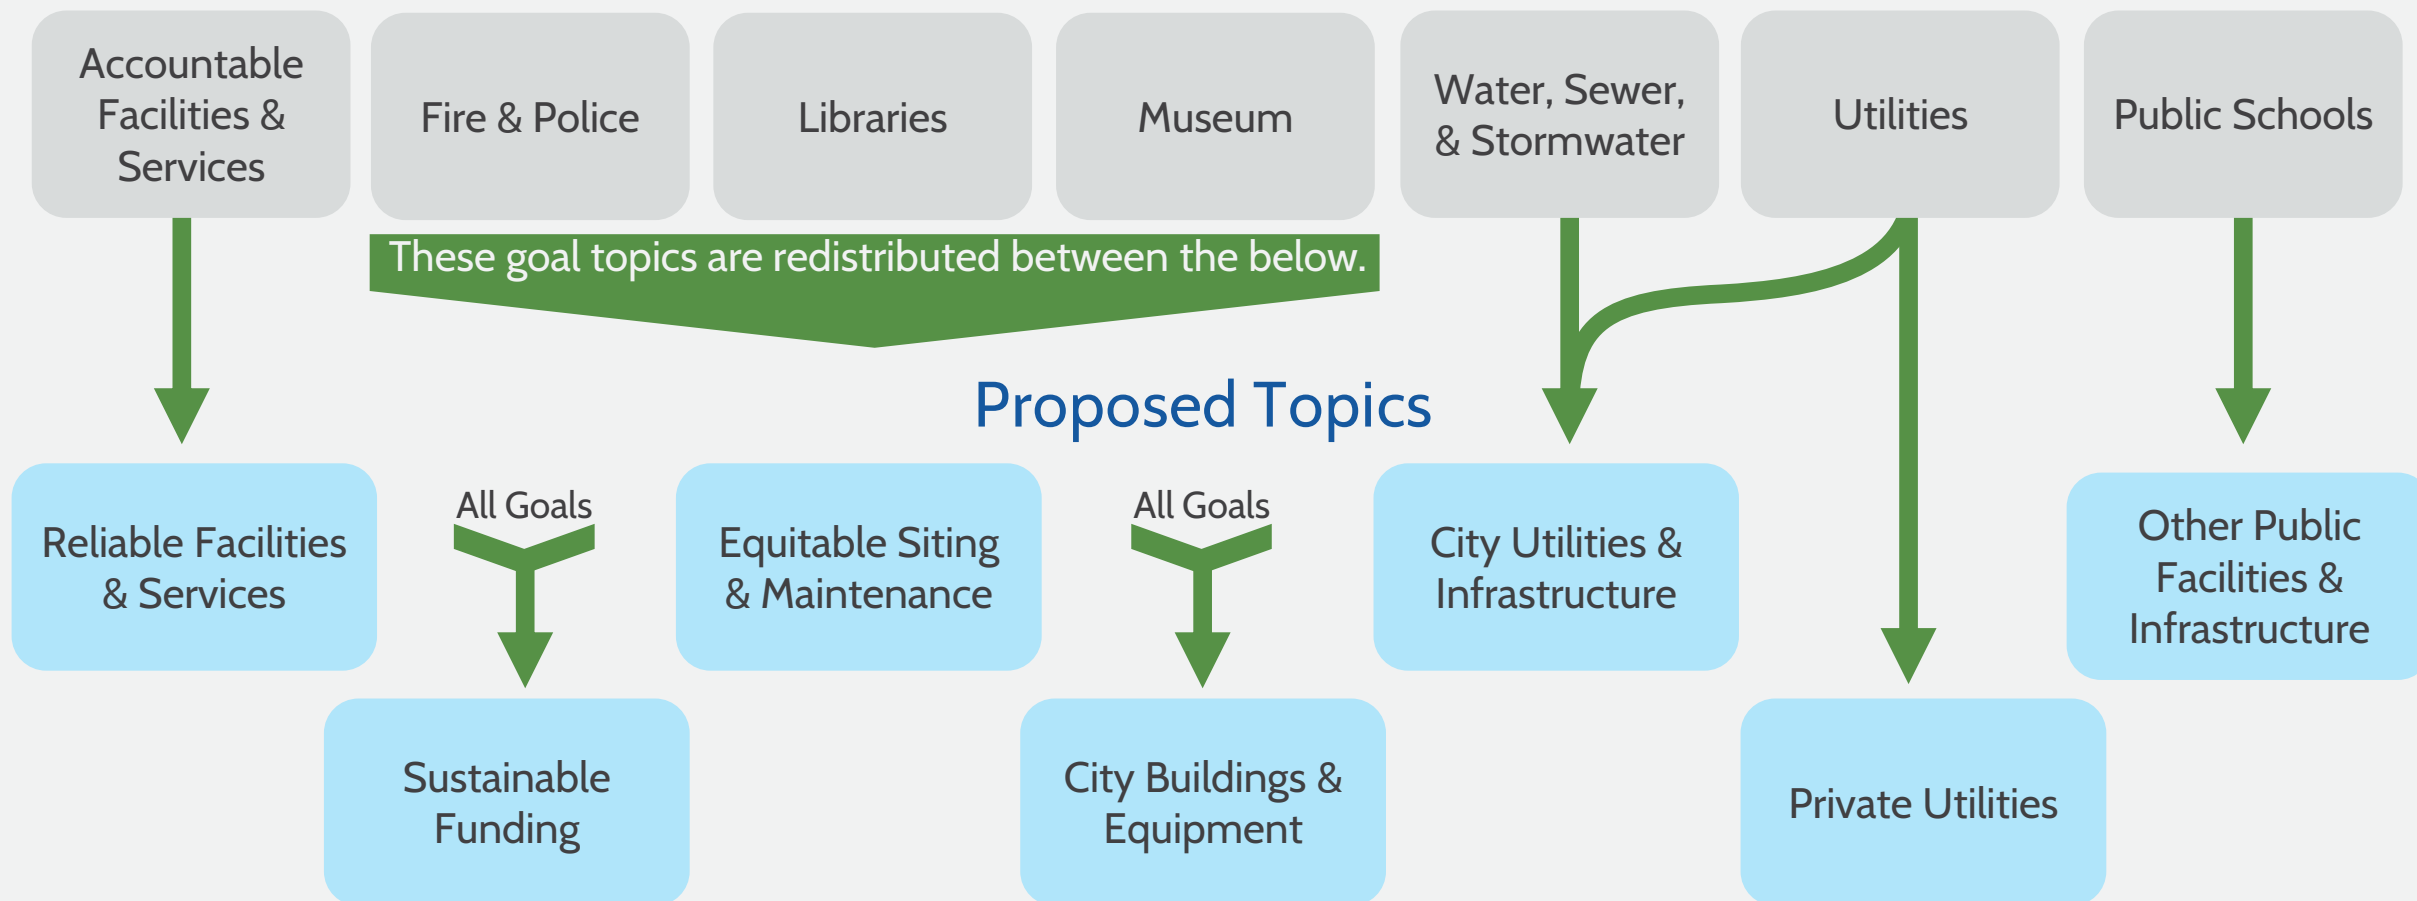 Accountable
Facilities &
Services
Fire & Police
Libraries
Museum
Water, Sewer,
& Stormwater
Utilities
Public Schools
These goal topics are redistributed between the below.
Proposed Topics
Reliable Facilities
& Services
All Goals
Equitable Siting
& Maintenance
All Goals
City Utilities &
Infrastructure
Other Public
Facilities &
Infrastructure
Sustainable
Funding
City Buildings &
Equipment
Private Utilities